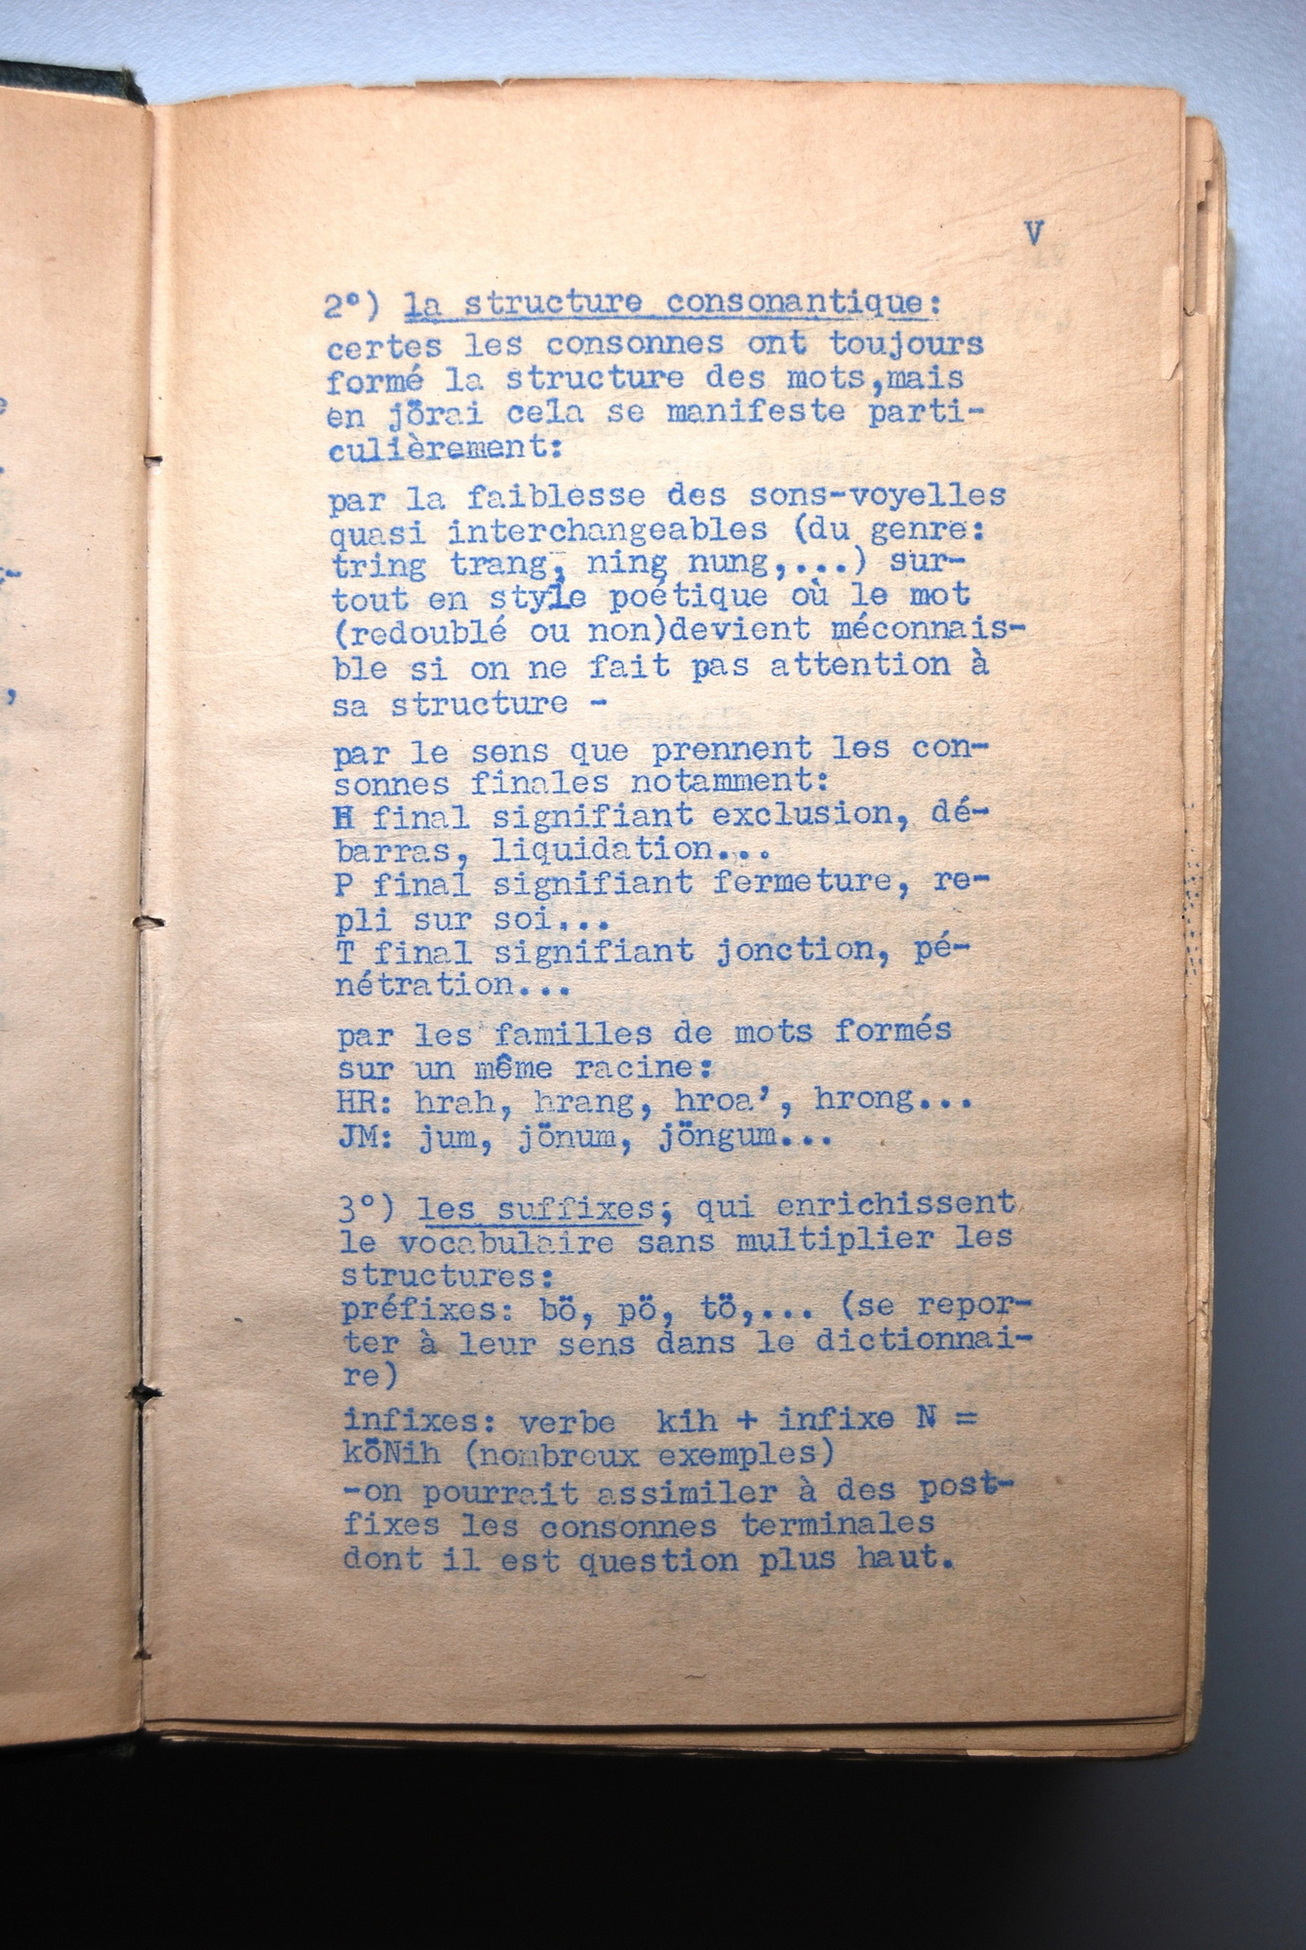 V
2°) la structure consonantique:
certes les consonnes ont toujours
formé la structure des mots,mais
en jörai cela se manifeste parti-
culièrement:
par la faiblesse des sons-voyelles
quasi interchangeables (du genre:
tring trang, ning nung,...) sur-
tout en style poétique où le mot
(redoublé ou non)devient méconnais-
ble si on ne fait pas attention à
sa structure -
par le sens que prennent les con-
sonnes finales notamment:
H final signifiant exclusion, dé-
barras, liquidation...
P final signifiant fermeture, re-
pli sur soi...
T final signifiant jonction, pé-
nétration...
par les familles de mots formés
sur un même racine:
HR: hrah, hrang, hroa', hrong...
JM: jum, jönum, jöngum...
3°) les suffixes; qui enrichissent
le vocabulaire sans multiplier les
structures:
préfixes: bö, pö, tö,... (se repor-
ter à leur sens dans le dictionnai-
re)
infixes: verbe kih + infixe N =
köNih (nombreux exemples)
-on pourrait assimiler à des post-
fixes les consonnes terminales
dont il est question plus haut.